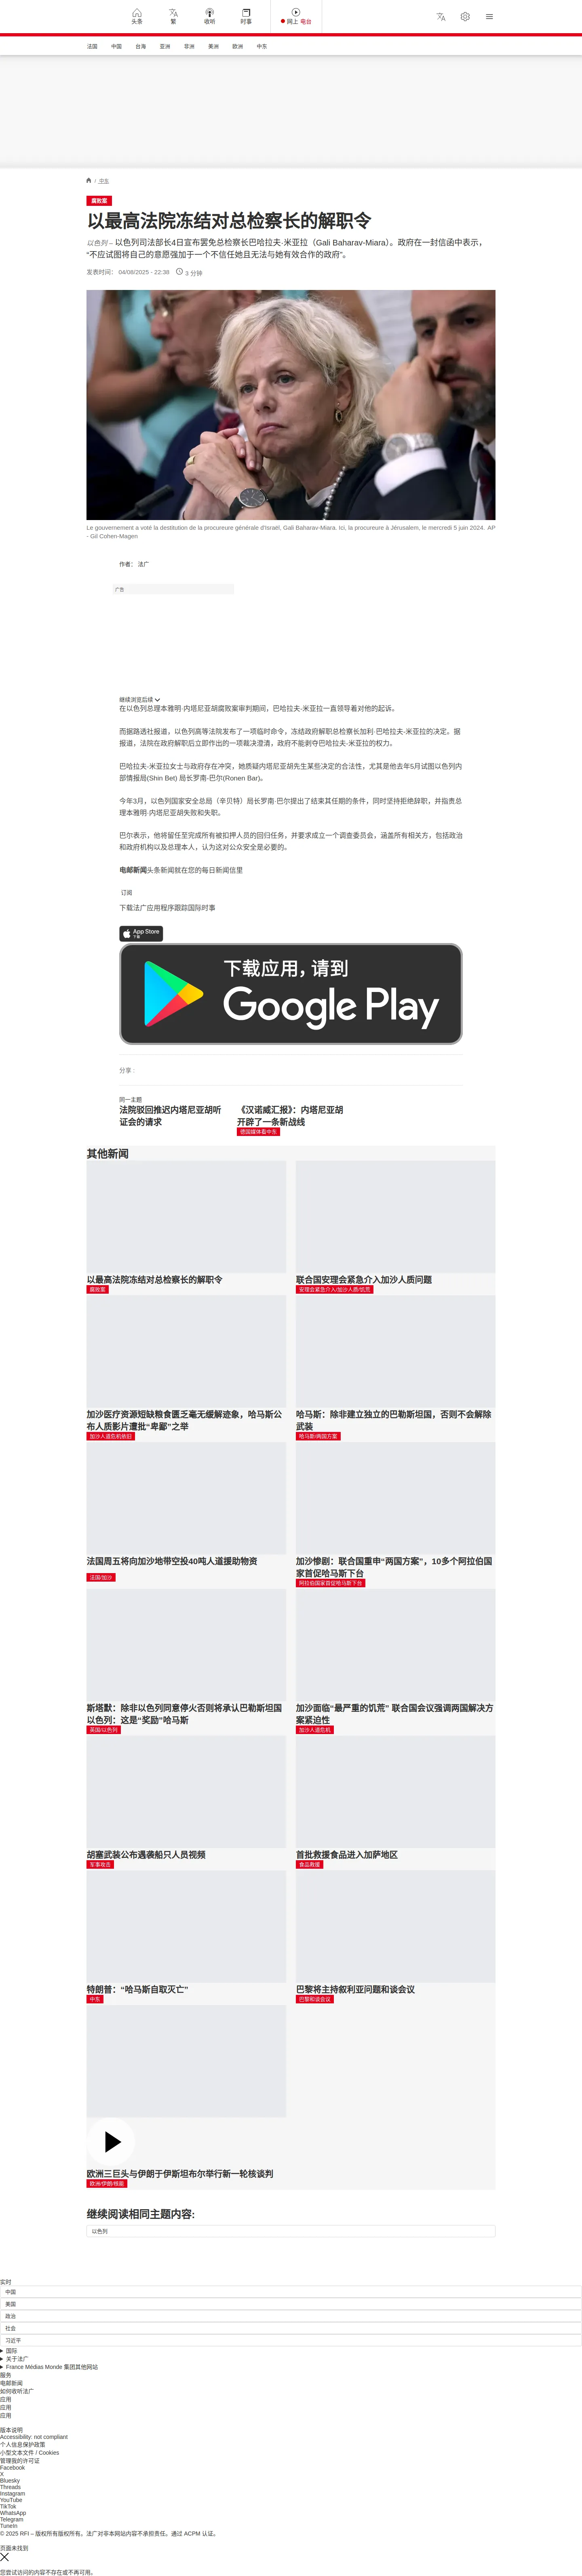 头条
繁
收听
时事
网上 电台
法国
中国
台海
亚洲
非洲
美洲
欧洲
中东
/ 中东
腐败案
以最高法院冻结对总检察长的解职令
以色列 – 以色列司法部长4日宣布罢免总检察长巴哈拉夫·米亚拉（Gali Baharav-Miara）。政府在一封信函中表示，
“不应试图将自己的意愿强加于一个不信任她且无法与她有效合作的政府”。
发表时间： 04/08/2025 - 22:38
3 分钟
Le gouvernement a voté la destitution de la procureure générale d'Israël, Gali Baharav-Miara. Ici, la procureure à Jérusalem, le mercredi 5 juin 2024. AP
- Gil Cohen-Magen
作者： 法广
广告
继续浏览后续
在以色列总理本雅明·内塔尼亚胡腐败案审判期间，巴哈拉夫-米亚拉一直领导着对他的起诉。
而据路透社报道，以色列高等法院发布了一项临时命令，冻结政府解职总检察长加利·巴哈拉夫-米亚拉的决定。据
报道，法院在政府解职后立即作出的一项裁决澄清，政府不能剥夺巴哈拉夫-米亚拉的权力。
巴哈拉夫-米亚拉女士与政府存在冲突，她质疑内塔尼亚胡先生某些决定的合法性，尤其是他去年5月试图以色列内
部情报局(Shin Bet) 局长罗南-巴尔(Ronen Bar)。
今年3月，以色列国家安全总局（辛贝特）局长罗南·巴尔提出了结束其任期的条件，同时坚持拒绝辞职，并指责总
理本雅明·内塔尼亚胡失败和失职。
巴尔表示，他将留任至完成所有被扣押人员的回归任务，并要求成立一个调查委员会，涵盖所有相关方，包括政治
和政府机构以及总理本人，认为这对公众安全是必要的。
电邮新闻头条新闻就在您的每日新闻信里
订阅
下载法广应用程序跟踪国际时事
App Store
下载
下载应用，请到
Google Play
分享 :
同一主题
法院驳回推迟内塔尼亚胡听
证会的请求
《汉诺威汇报》：内塔尼亚胡
开辟了一条新战线
德国媒体看中东
其他新闻
以最高法院冻结对总检察长的解职令
腐败案
联合国安理会紧急介入加沙人质问题
安理会紧急介入/加沙人质/饥荒
加沙医疗资源短缺粮食匮乏毫无缓解迹象，哈马斯公
布人质影片遭批“卑鄙”之举
加沙人道危机依旧
哈马斯：除非建立独立的巴勒斯坦国，否则不会解除
武装
哈马斯/两国方案
法国周五将向加沙地带空投40吨人道援助物资
法国/加沙
加沙惨剧：联合国重申“两国方案”，10多个阿拉伯国
家首促哈马斯下台
阿拉伯国家首促哈马斯下台
斯塔默：除非以色列同意停火否则将承认巴勒斯坦国
以色列：这是“奖励”哈马斯
英国/以色列
加沙面临“最严重的饥荒” 联合国会议强调两国解决方
案紧迫性
加沙人道危机
胡塞武装公布遇袭船只人员视频
军事攻击
首批救援食品进入加萨地区
食品救援
特朗普：“哈马斯自取灭亡”
中东
巴黎将主持叙利亚问题和谈会议
巴黎和谈会议
欧洲三巨头与伊朗于伊斯坦布尔举行新一轮核谈判
欧洲/伊朗/核能
继续阅读相同主题内容:
以色列
实时
中国
美国
政治
社会
习近平
国际
关于法广
France Médias Monde 集团其他网站
服务
电邮新闻
如何收听法广
应用
应用
应用
版本说明
Accessibility: not compliant
个人信息保护政策
小型文本文件 / Cookies
管理我的许可证
Facebook
X
Bluesky
Threads
Instagram
YouTube
TikTok
WhatsApp
Telegram
TuneIn
© 2025 RFI – 版权所有版权所有。法广对非本网站内容不承担责任。通过 ACPM 认证。
页面未找到
您尝试访问的内容不存在或不再可用。